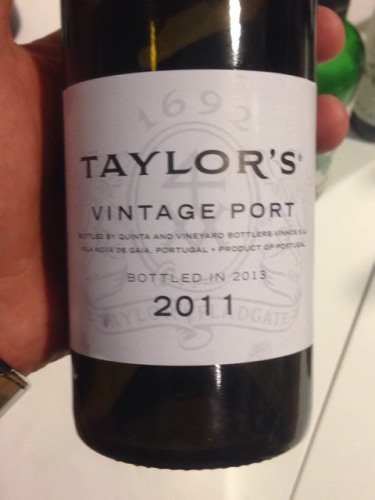 1692
TAYLOR'S®
VINTAGE PORT
BOTTLED BY QUINTA AND VINEYARD BOTTLERS-VINHOS S.A.
VILA NOVA DE GAIA, PORTUGAL • PRODUCT OF PORTUGAL
BOTTLED IN 2013
2011
TAYLOR FLADGATE